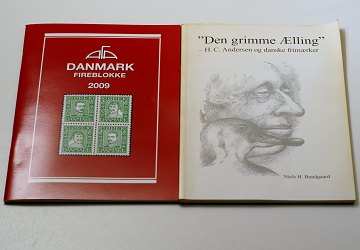 AFA
DANMARK
FIREBLOKKE
2009
"Den grimme Ælling"
– H. C. Andersen og danske frimærker
Niels H. Bundgaard